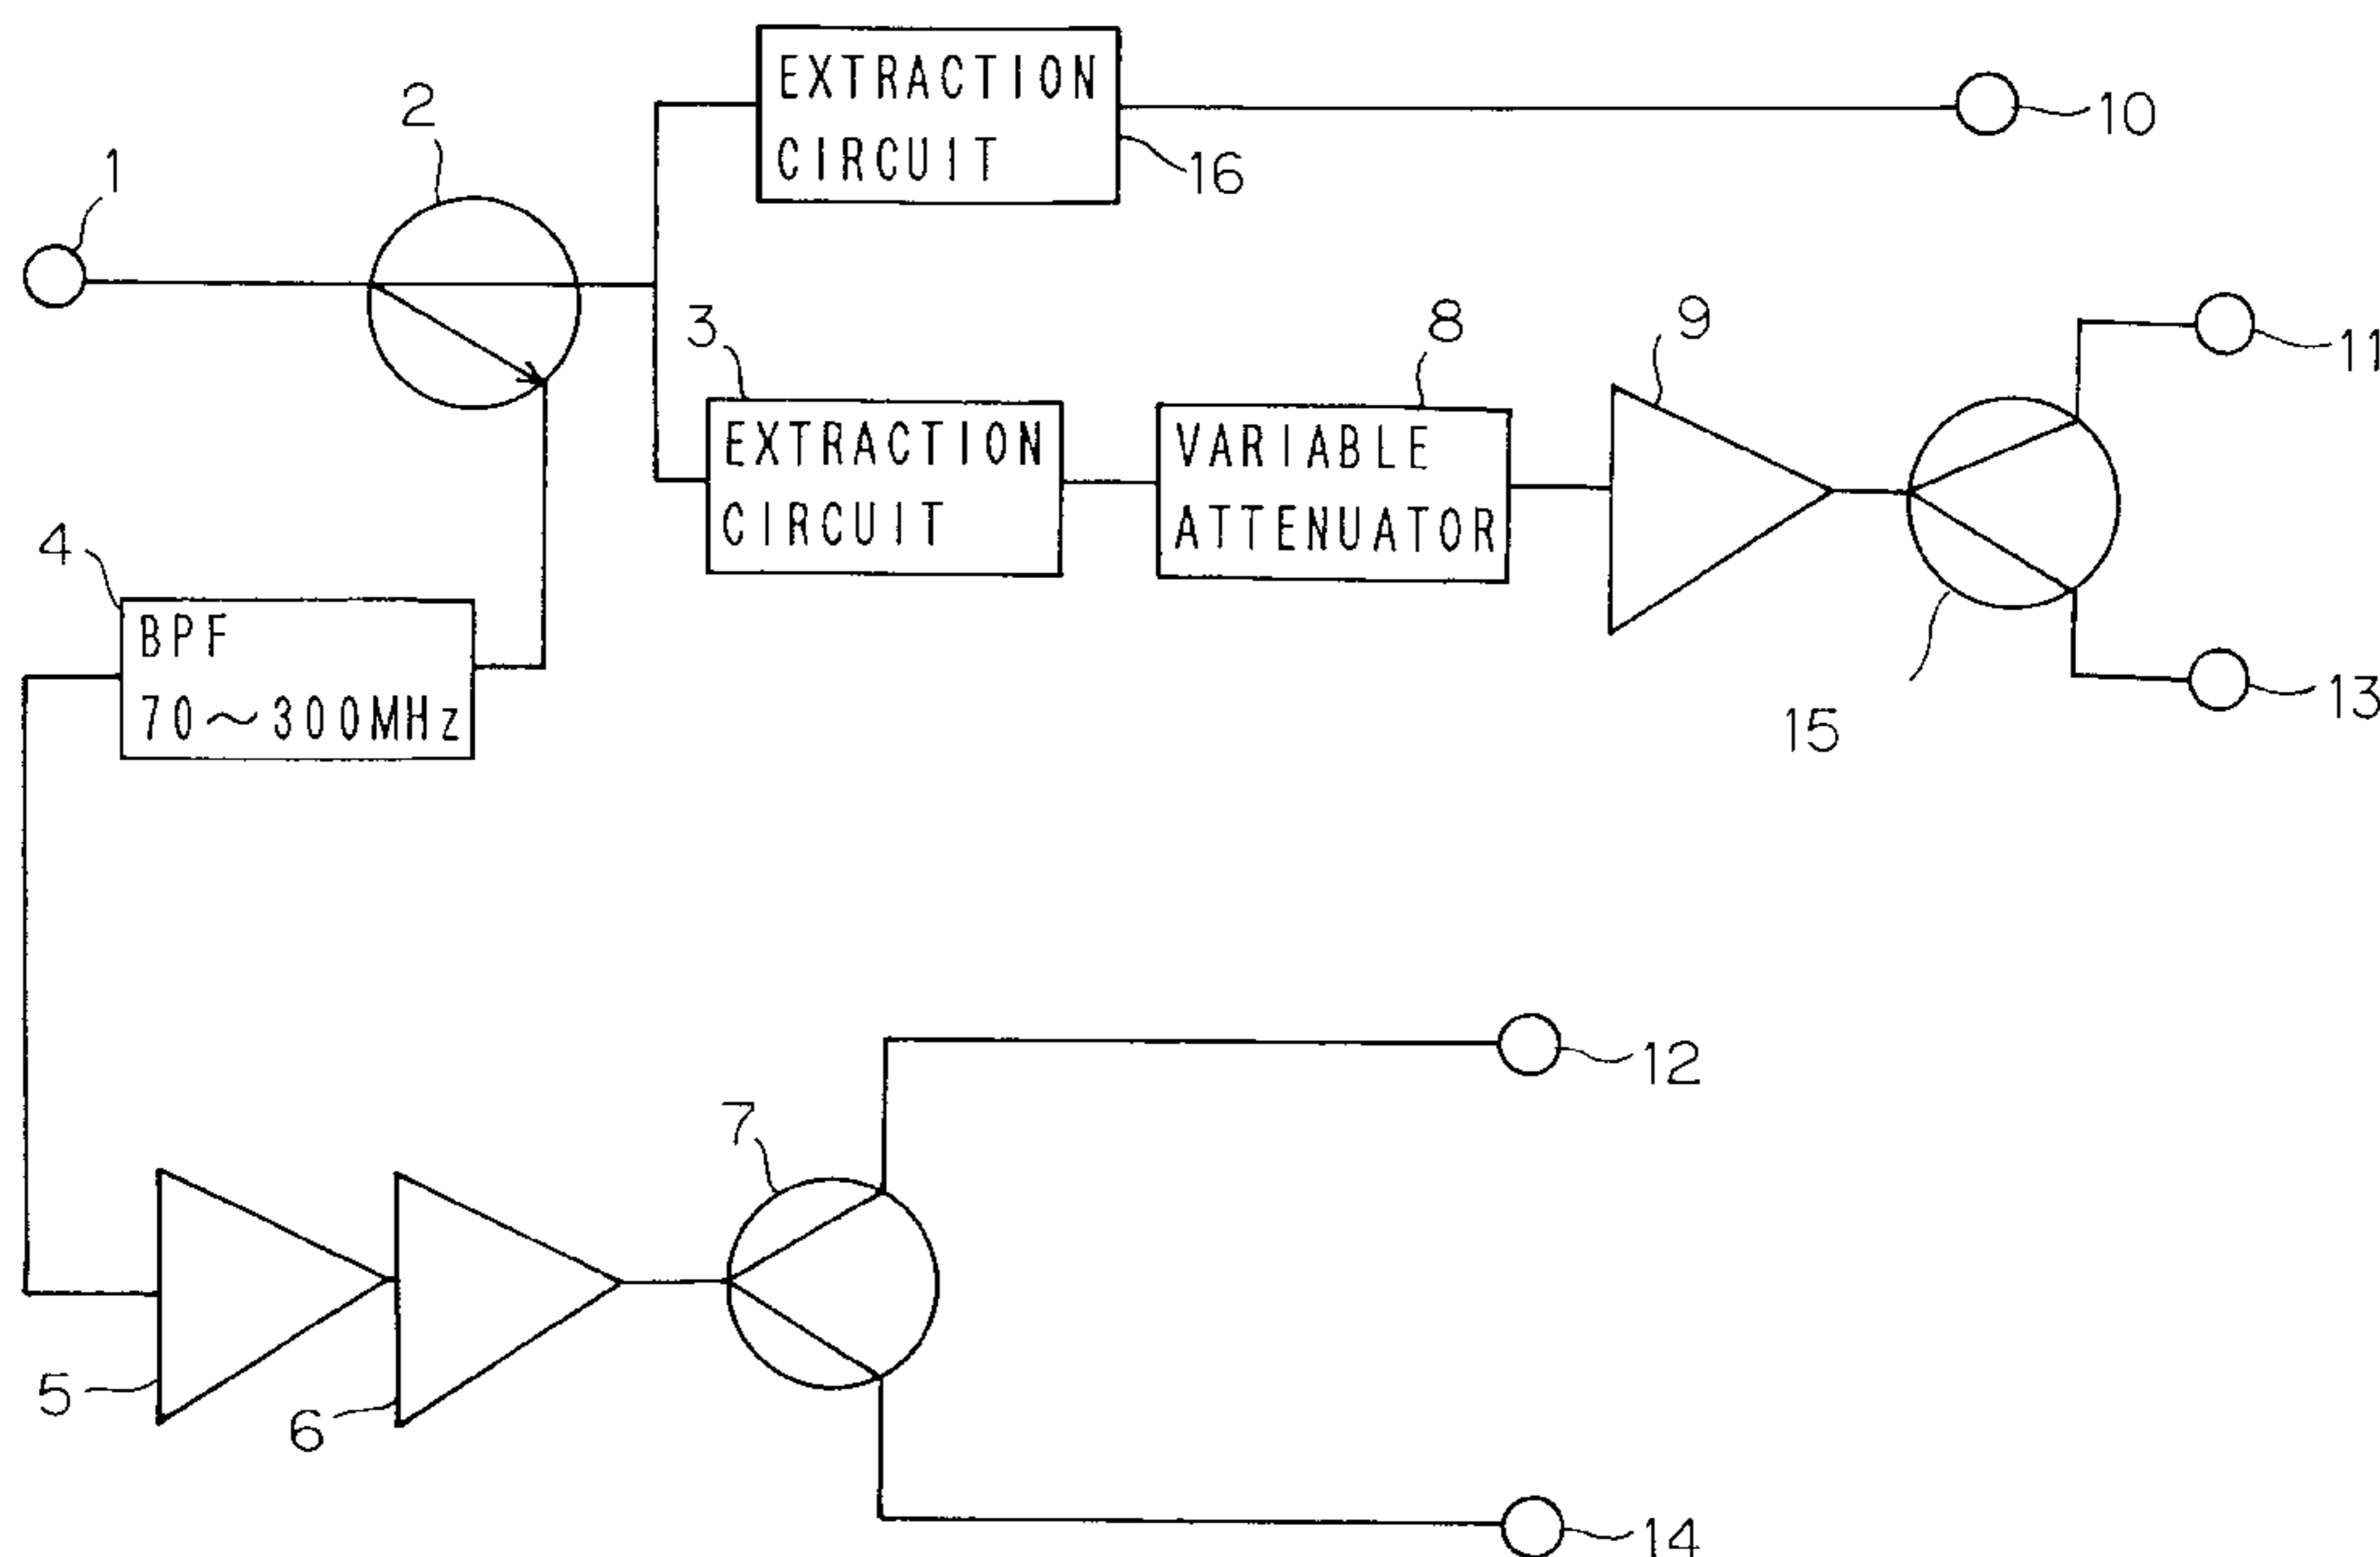 EXTRACTION
CIRCUIT
16
10
2
1
3
EXTRACTION
CIRCUIT
8
VARIABLE
ATTENUATOR
9
11
15
13
4
BPF
70～300MHz
12
7
5
6
14